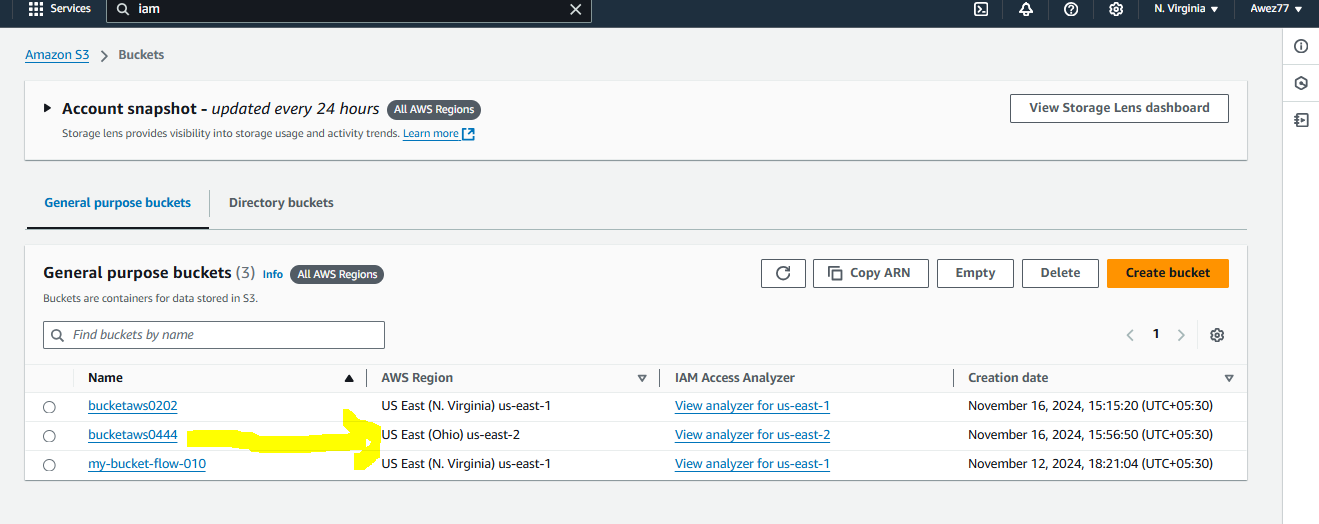 Services iam N. Virginia Awez77
Amazon S3 Buckets
Account snapshot - updated every 24 hours All AWS Regions View Storage Lens dashboard
Storage lens provides visibility into storage usage and activity trends. Learn more
General purpose buckets Directory buckets
General purpose buckets (3) Info All AWS Regions Copy ARN Empty Delete Create bucket
Buckets are containers for data stored in S3.
Find buckets by name 1
Name AWS Region IAM Access Analyzer Creation date
bucketaws0202 US East (N. Virginia) us-east-1 View analyzer for us-east-1 November 16, 2024, 15:15:20 (UTC+05:30)
bucketaws0444 US East (Ohio) us-east-2 View analyzer for us-east-2 November 16, 2024, 15:56:50 (UTC+05:30)
my-bucket-flow-010 US East (N. Virginia) us-east-1 View analyzer for us-east-1 November 12, 2024, 18:21:04 (UTC+05:30)